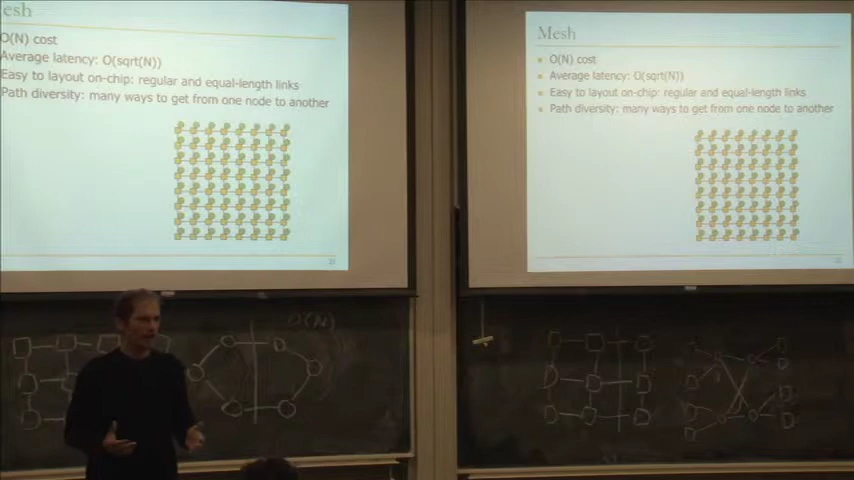 esh
O(N) cost
Average latency: O(sqrt(N))
Easy to layout on-chip: regular and equal-length links
Path diversity: many ways to get from one node to another
O(N)
Mesh
O(N) cost
Average latency: O(sqrt(N))
Easy to layout on-chip: regular and equal-length links
Path diversity: many ways to get from one node to another